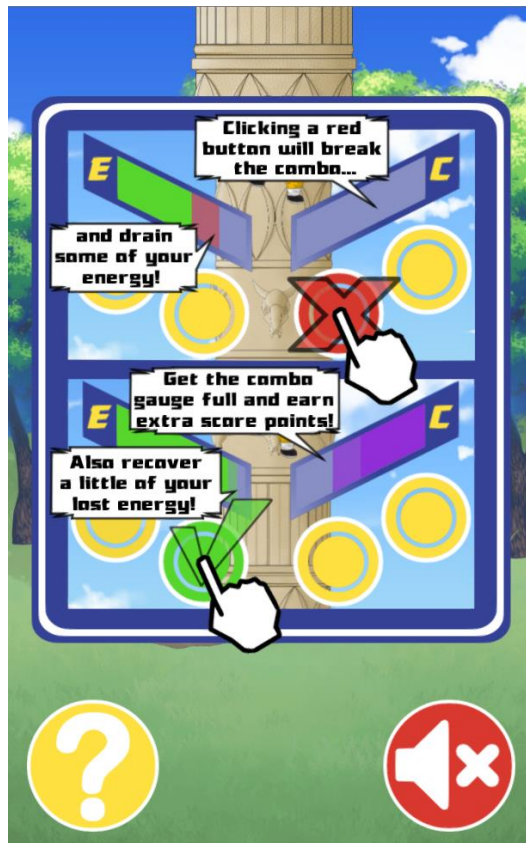 E
Clicking a red
button will break
the combo...
C
and drain
some of your
energy!
X
Get the combo
gauge full and earn
extra score points!
E
C
Also recover
a little of your
lost energy!
?